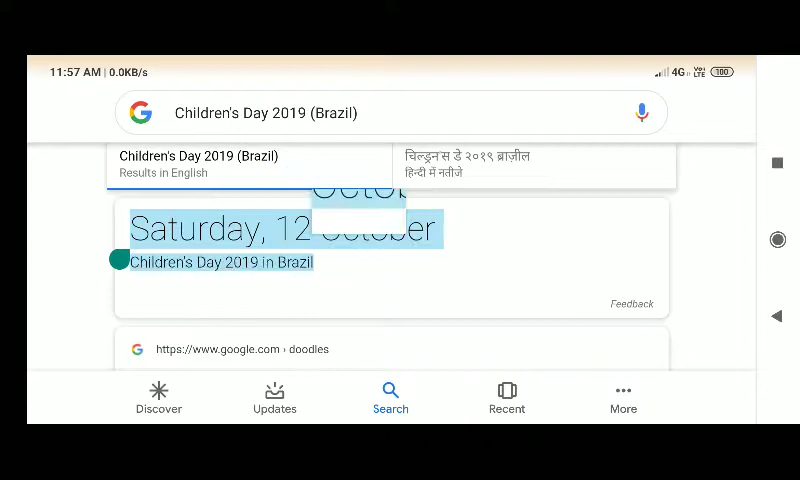 11:57 AM | 0.0KB/s
4G VoLTE 100
Children's Day 2019 (Brazil)
Children's Day 2019 (Brazil)
Results in English
चिल्ड्रन'स डे २०१९ ब्राज़ील
हिन्दी में नतीजे
Saturday, 12 October
Children's Day 2019 in Brazil
Feedback
https://www.google.com › doodles
Discover
Updates
Search
Recent
More